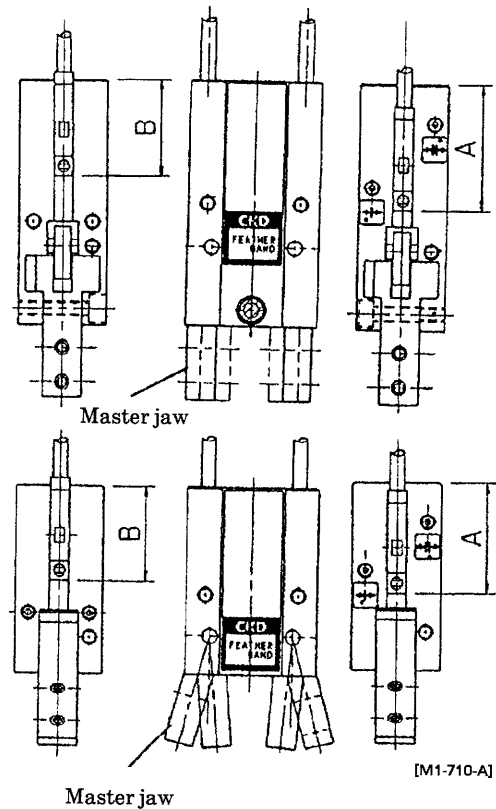 B
A
CKD
FEATHER
HAND
Master jaw
B
A
CKD
FEATHER
HAND
[M1-710-A]
Master jaw